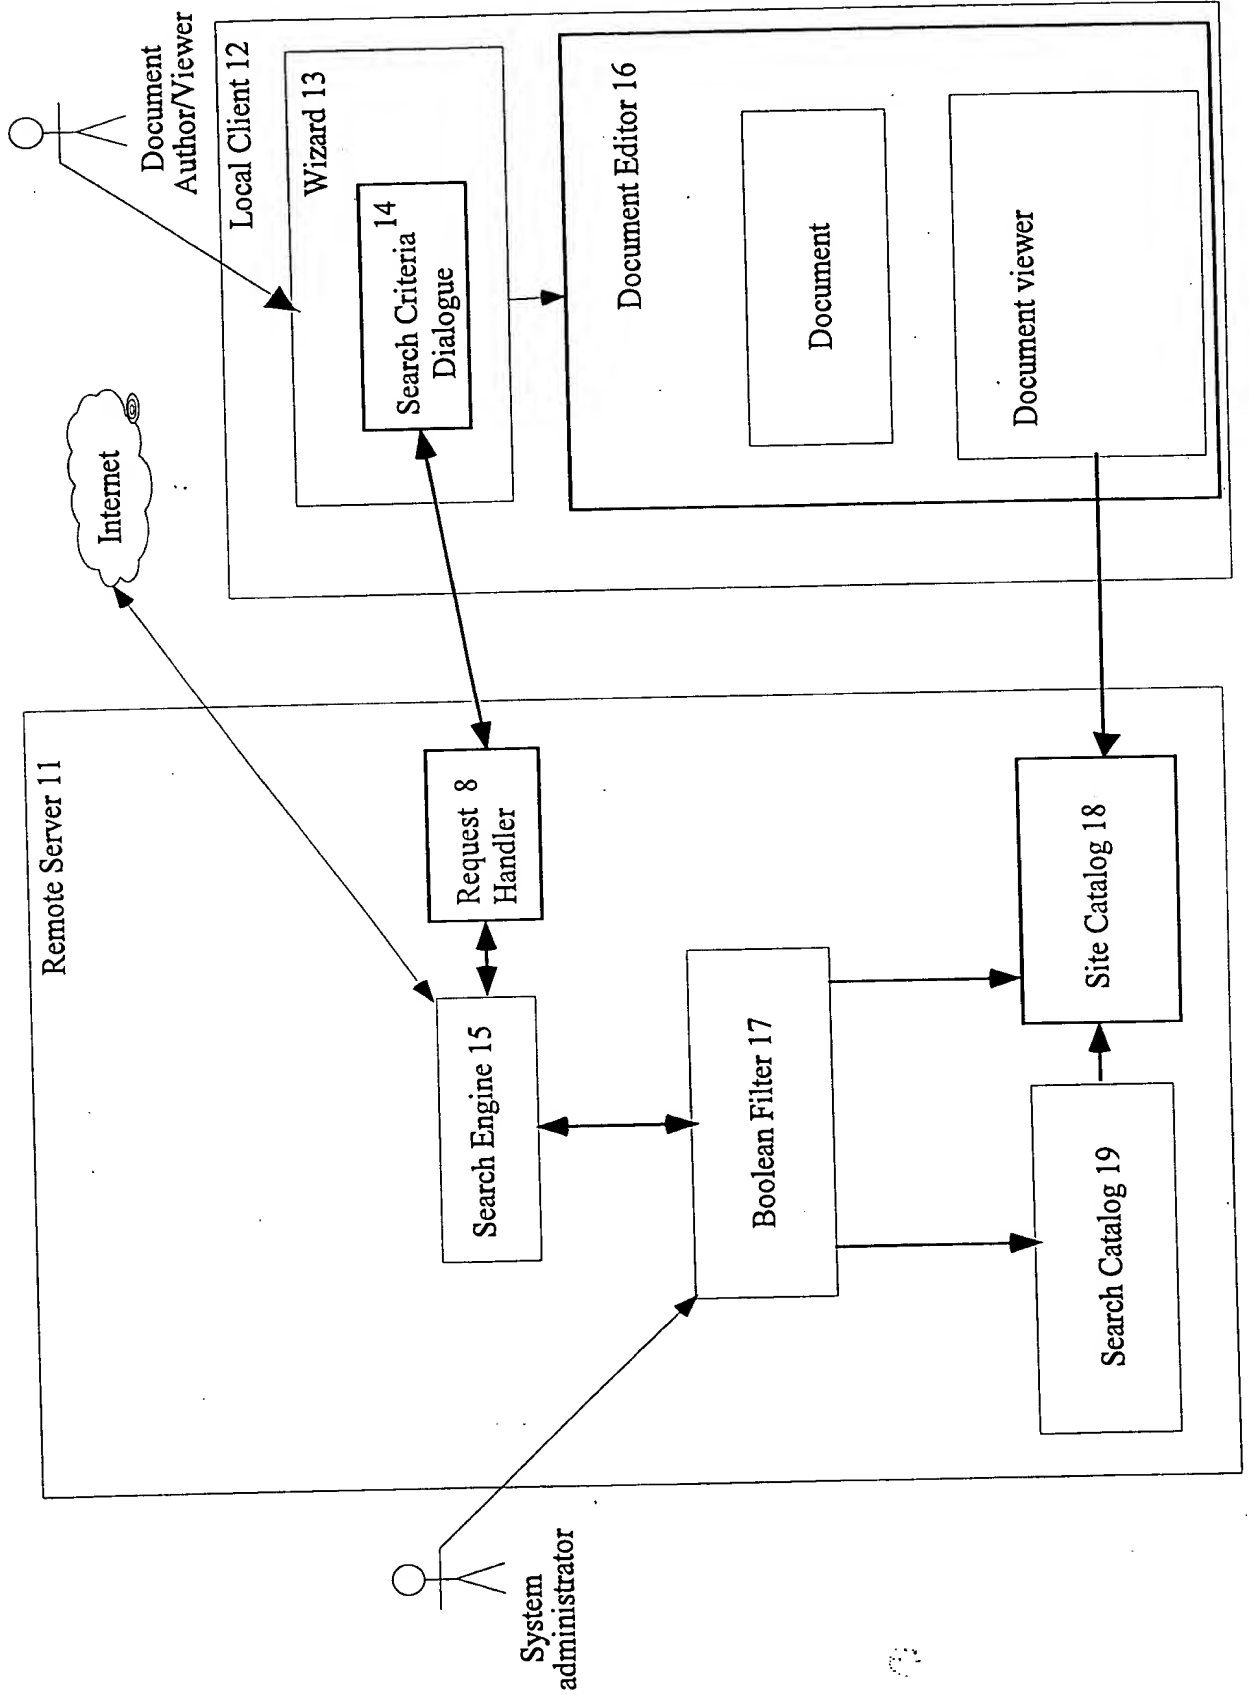 Remote Server 11
Internet
Document
Author/Viewer
Local Client 12
Wizard 13
Search Criteria 14
Dialogue
Request 8
Handler
Search Engine 15
Document Editor 16
Document
Document viewer
Boolean Filter 17
Site Catalog 18
Search Catalog 19
System
administrator